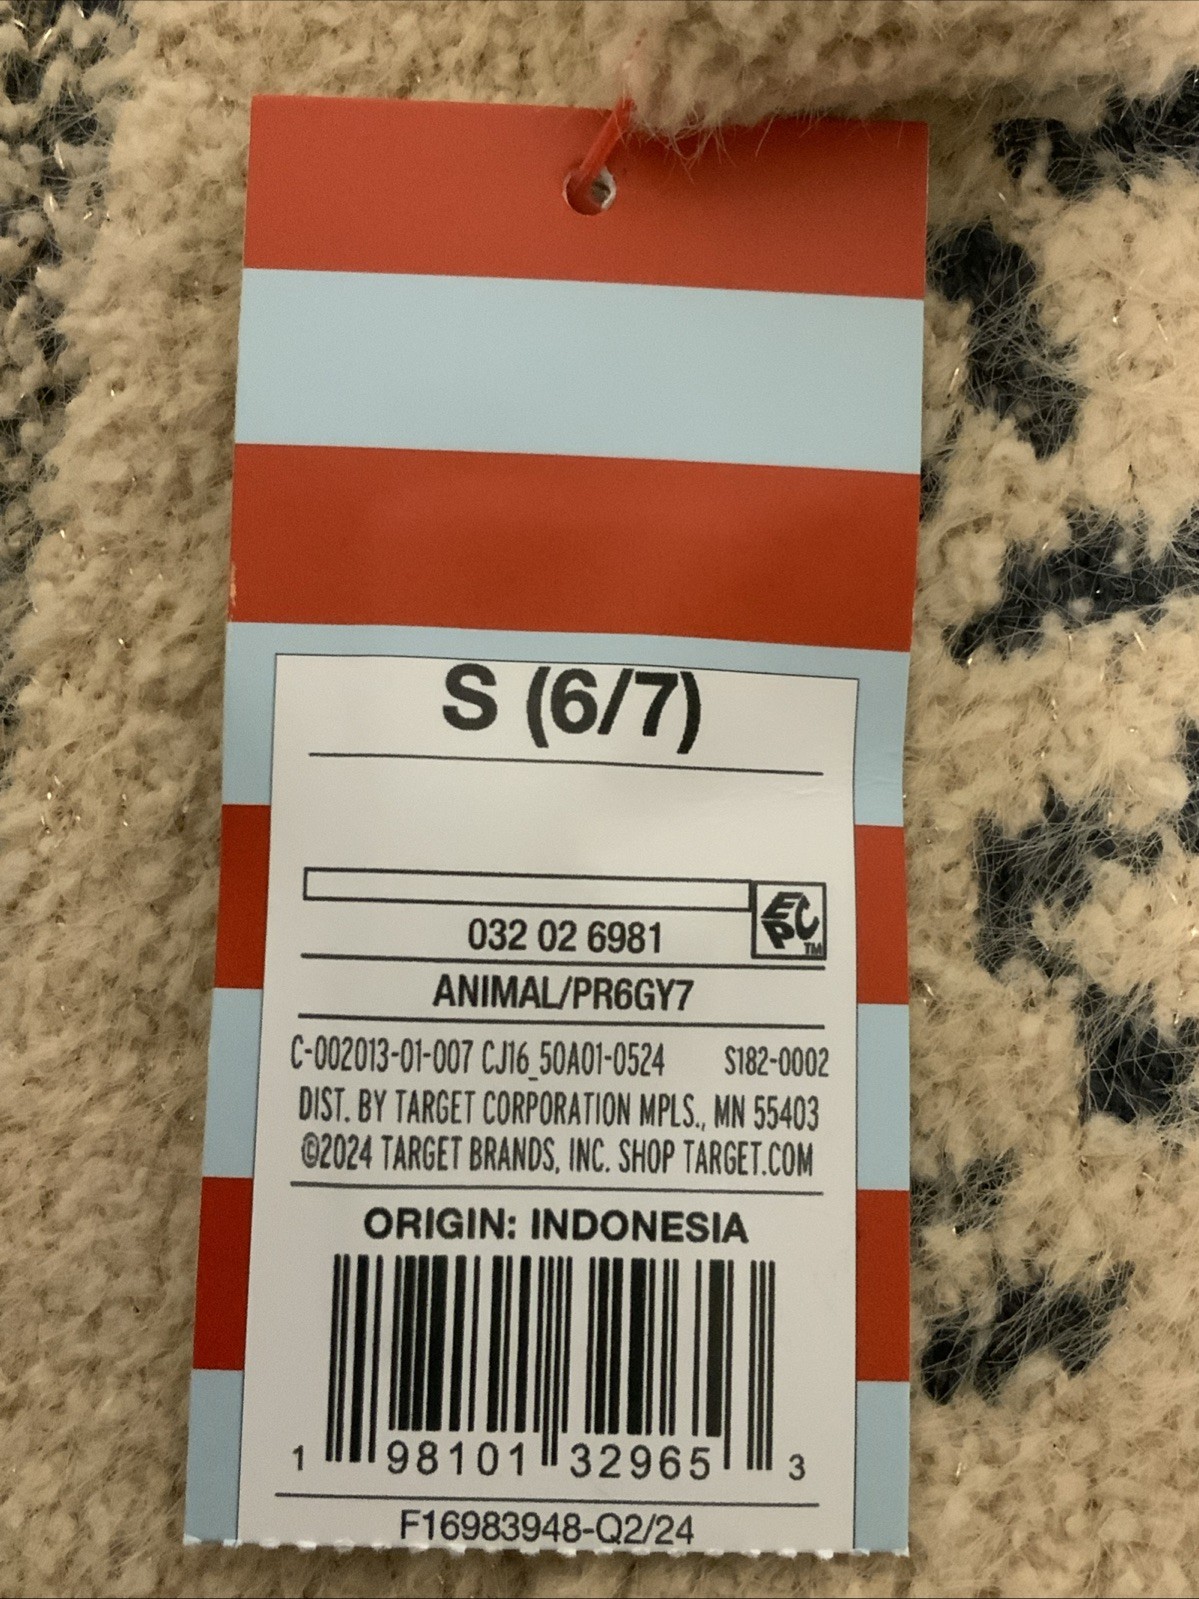 S (6/7)
EPC™
032 02 6981
ANIMAL/PR6GY7
C-002013-01-007 CJ16_50A01-0524 S182-0002
DIST. BY TARGET CORPORATION MPLS., MN 55403
©2024 TARGET BRANDS, INC. SHOP TARGET.COM
ORIGIN: INDONESIA
1 98101 32965 3
F16983948-Q2/24